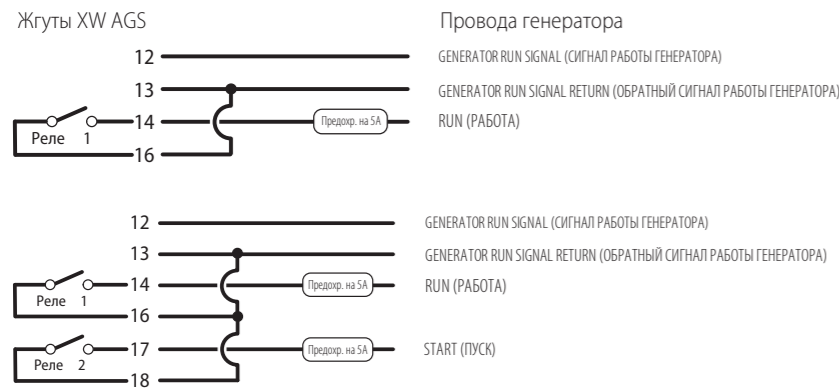 Жгуты XW AGS
Провода генератора
12 GENERATOR RUN SIGNAL (СИГНАЛ РАБОТЫ ГЕНЕРАТОРА)
13 GENERATOR RUN SIGNAL RETURN (ОБРАТНЫЙ СИГНАЛ РАБОТЫ ГЕНЕРАТОРА)
14 Предохр. на 5А RUN (РАБОТА)
Реле 1
16
12 GENERATOR RUN SIGNAL (СИГНАЛ РАБОТЫ ГЕНЕРАТОРА)
13 GENERATOR RUN SIGNAL RETURN (ОБРАТНЫЙ СИГНАЛ РАБОТЫ ГЕНЕРАТОРА)
14 Предохр. на 5А RUN (РАБОТА)
Реле 1
16
17 Предохр. на 5А START (ПУСК)
Реле 2
18